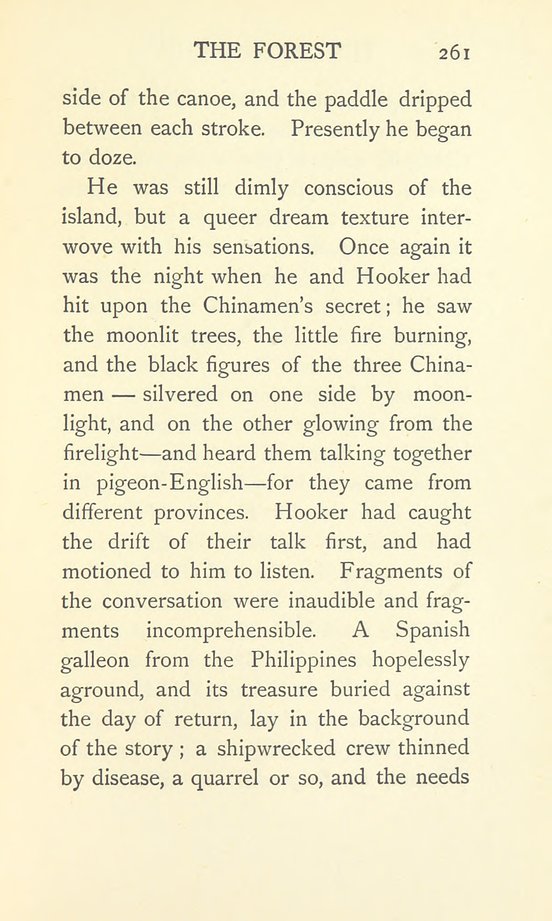 THE FOREST 261
side of the canoe, and the paddle dripped
between each stroke. Presently he began
to doze.
He was still dimly conscious of the
island, but a queer dream texture inter-
wove with his sensations. Once again it
was the night when he and Hooker had
hit upon the Chinamen's secret; he saw
the moonlit trees, the little fire burning,
and the black figures of the three China-
men — silvered on one side by moon-
light, and on the other glowing from the
firelight—and heard them talking together
in pigeon-English—for they came from
different provinces. Hooker had caught
the drift of their talk first, and had
motioned to him to listen. Fragments of
the conversation were inaudible and frag-
ments incomprehensible. A Spanish
galleon from the Philippines hopelessly
aground, and its treasure buried against
the day of return, lay in the background
of the story; a shipwrecked crew thinned
by disease, a quarrel or so, and the needs